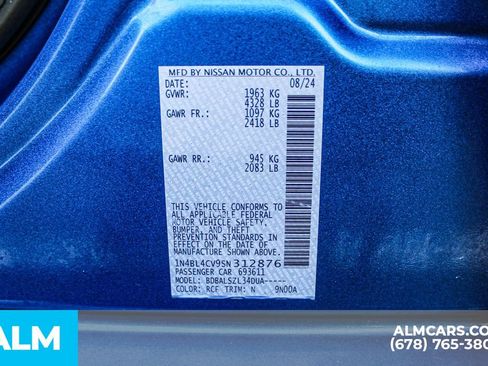 MFD BY NISSAN MOTOR CO., LTD.
DATE: 08/24
GVWR: 1963 KG
4328 LB
GAWR FR.: 1097 KG
2418 LB
GAWR RR.: 945 KG
2083 LB
THIS VEHICLE CONFORMS TO
ALL APPLICABLE FEDERAL
MOTOR VEHICLE SAFETY,
BUMPER, AND THEFT
PREVENTION STANDARDS
IN EFFECT ON THE DATE OF
MANUFACTURE SHOWN ABOVE.
1N4BL4CV9SN312876
PASSENGER CAR 693611
MODEL: BDBALSZL34DUA-----
COLOR: RCF TRIM: N 9N00A
ALM
ALMCARS.COM
(678) 765-380